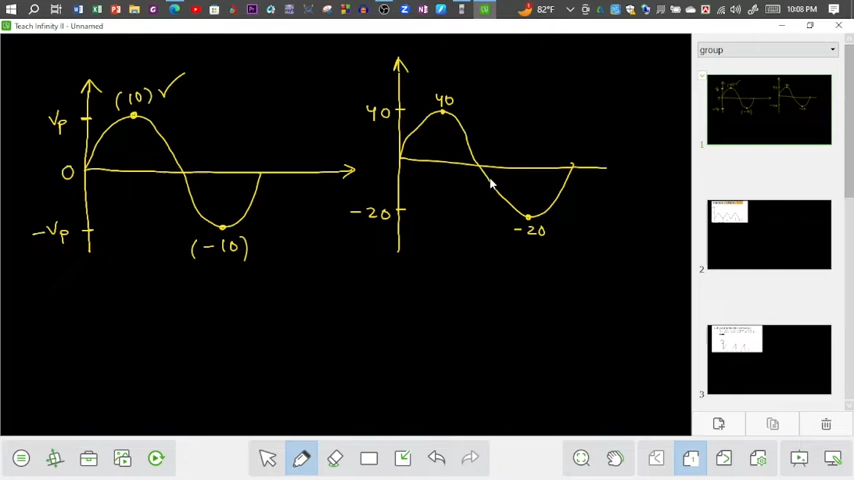 82°F
10:08 PM
Teach Infinity II - Unnamed
group
(10) ✓
Vp
0
-Vp
(-10)
40
40
-20
-20
1
2
3
1